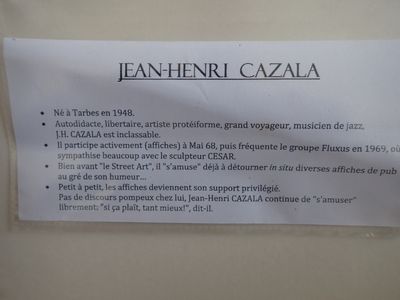 JEAN-HENRI CAZALA
• Né à Tarbes en 1948.
• Autodidacte, libertaire, artiste protéiforme, grand voyageur, musicien de jazz,
J.H. CAZALA est inclassable.
• Il participe activement (affiches) à Mai 68, puis fréquente le groupe Fluxus en 1969, où
sympathise beaucoup avec le sculpteur CESAR.
• Bien avant "le Street Art", il "s'amuse" déjà à détourner in situ diverses affiches de pub
au gré de son humeur...
• Petit à petit, les affiches deviennent son support privilégié.
Pas de discours pompeux chez lui, Jean-Henri CAZALA continue de "s'amuser"
librement: "si ça plaît, tant mieux!", dit-il.